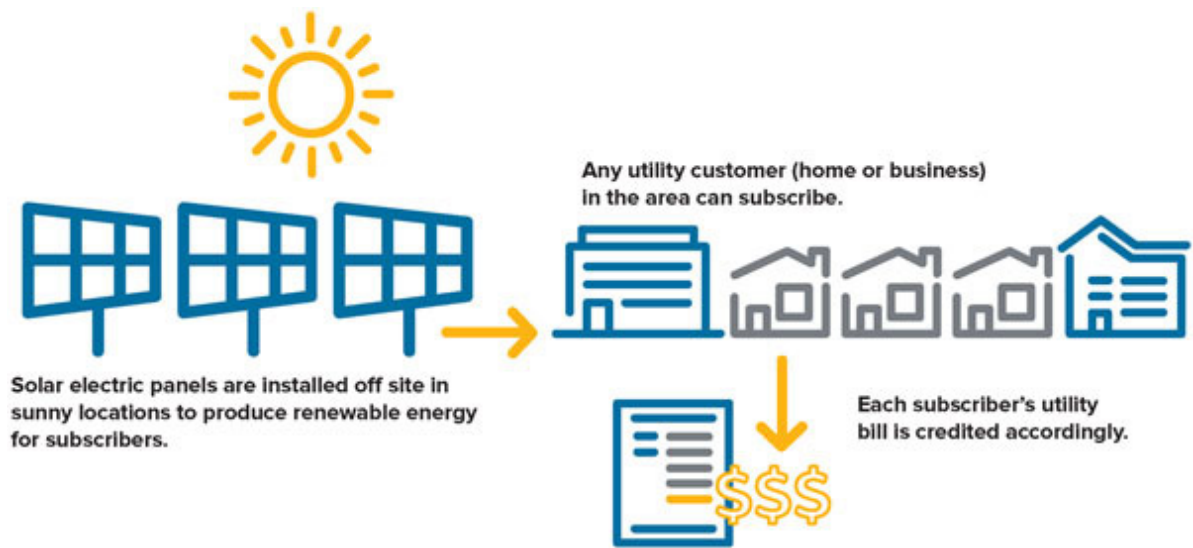 Any utility customer (home or business)
in the area can subscribe.
Solar electric panels are installed off site in
sunny locations to produce renewable energy
for subscribers.
Each subscriber’s utility
bill is credited accordingly.
$$$